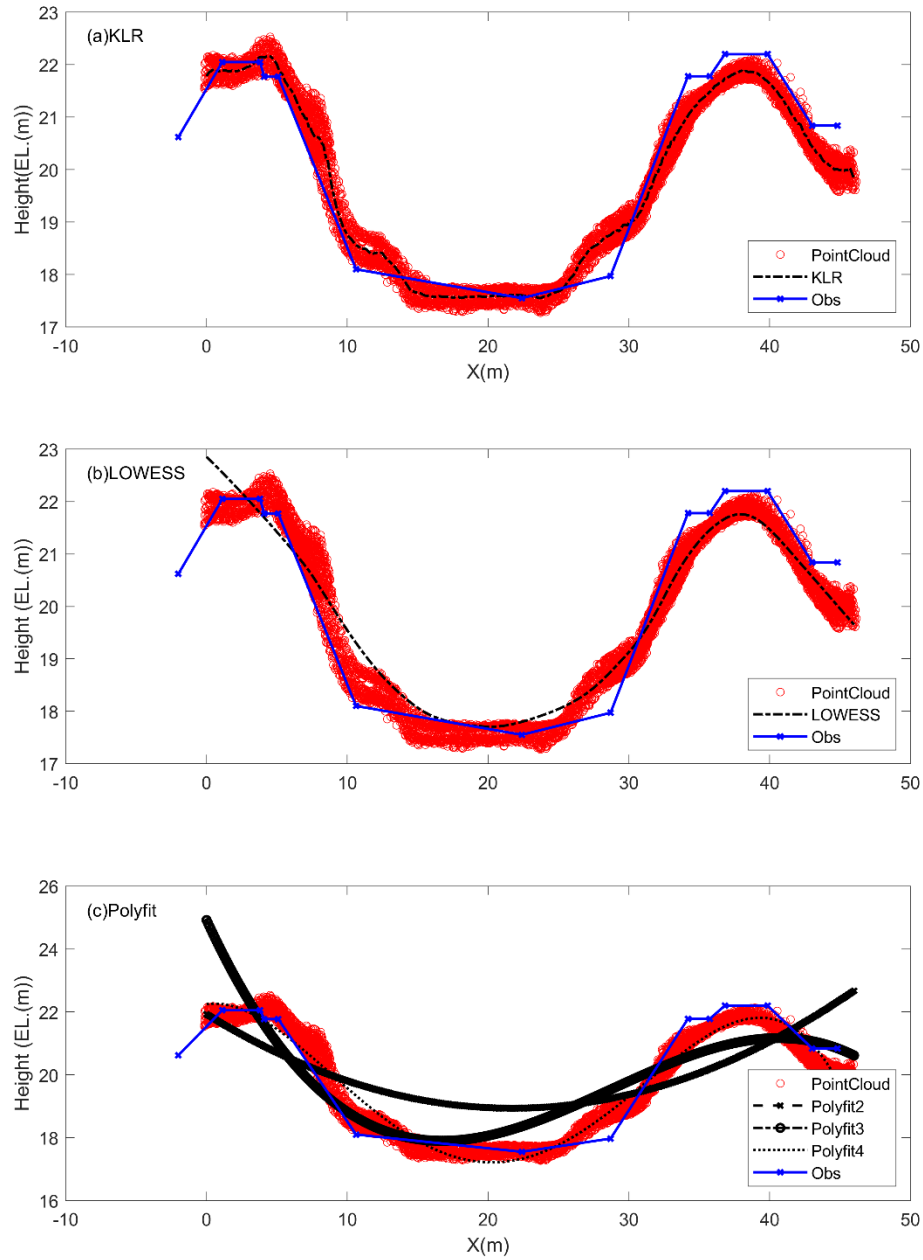 (a)KLR
Height(EL.(m))
23
22
21
20
19
18
17
-10
0
10
20
30
40
50
X(m)
PointCloud
KLR
Obs
(b)LOWESS
Height (EL.(m))
23
22
21
20
19
18
17
-10
0
10
20
30
40
50
PointCloud
LOWESS
Obs
(c)Polyfit
Height (EL.(m))
26
24
22
20
18
16
-10
0
10
20
30
40
50
X(m)
PointCloud
Polyfit2
Polyfit3
Polyfit4
Obs